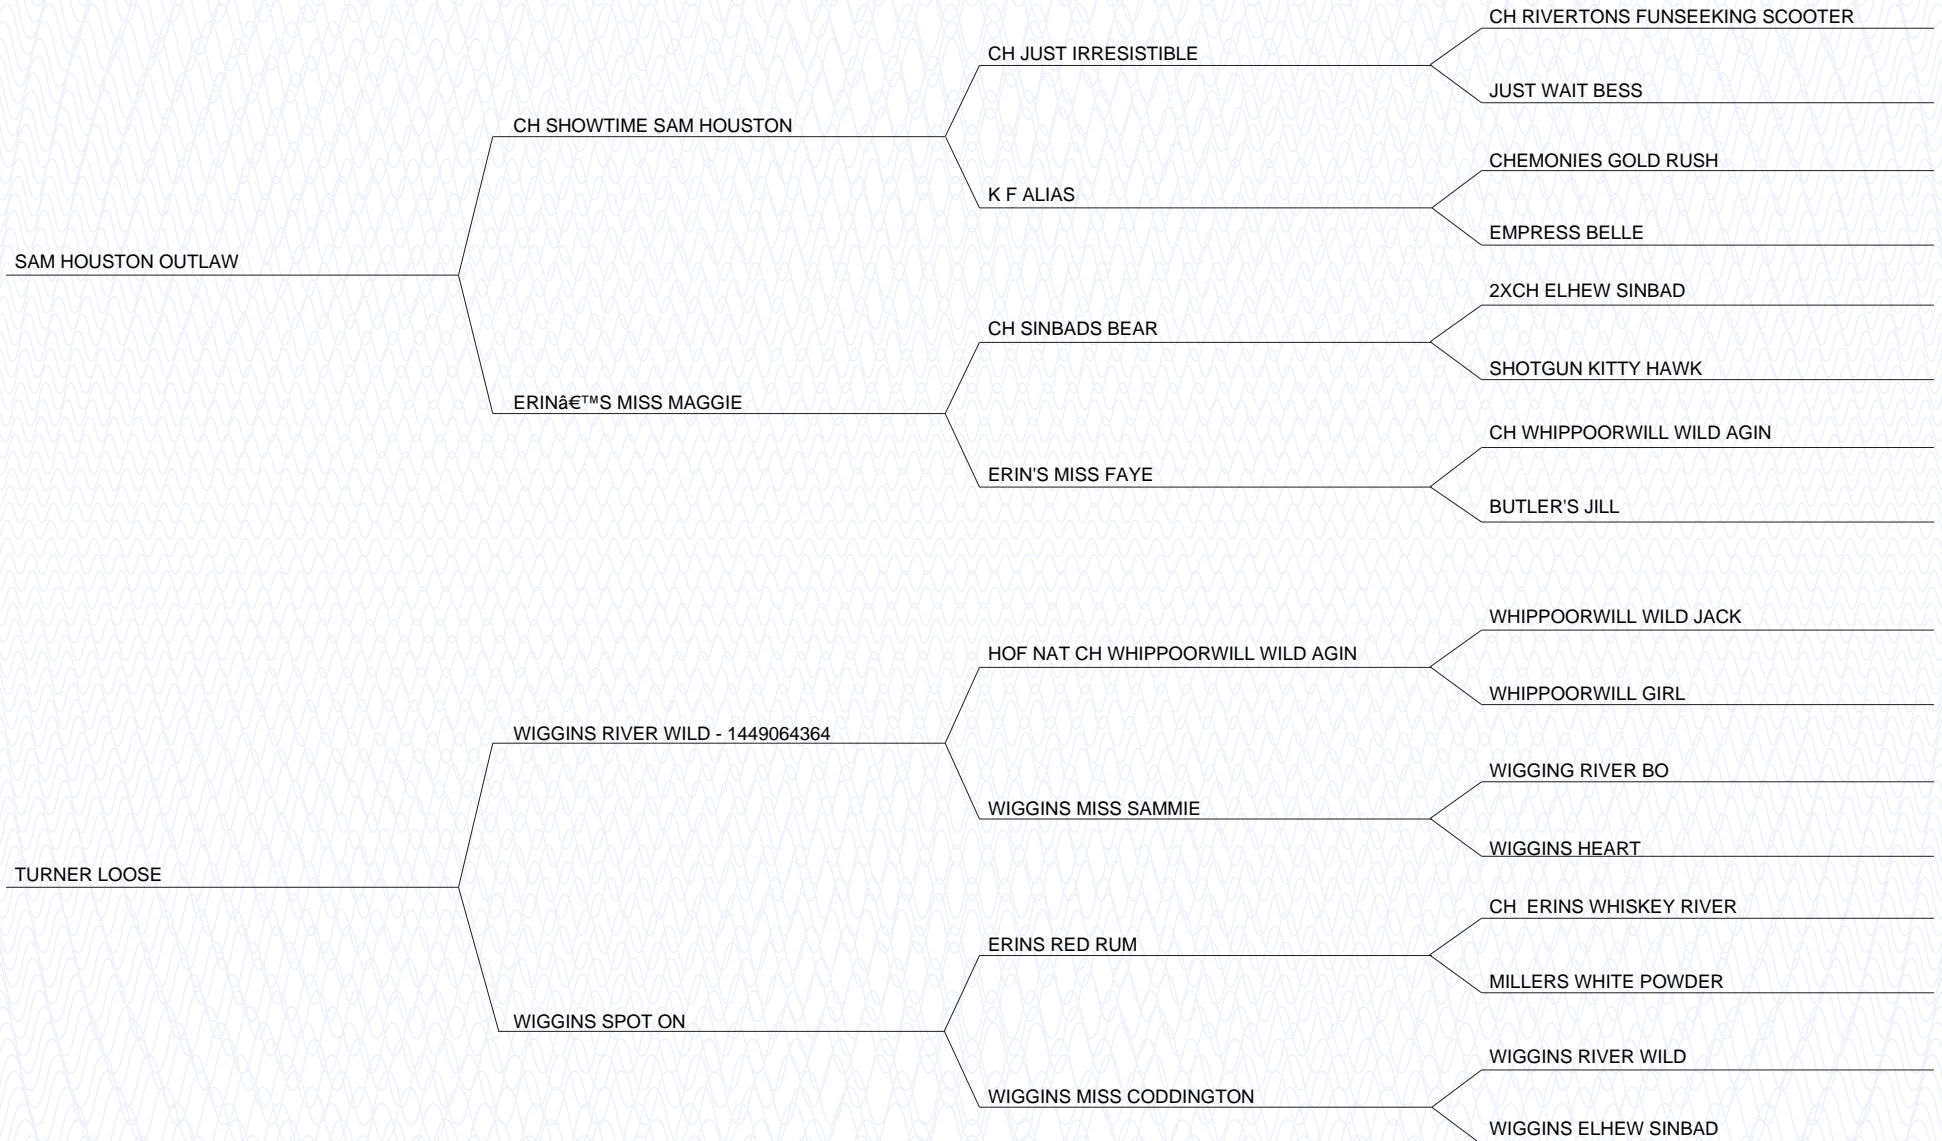 CH RIVERTONS FUNSEEKING SCOOTER
CH JUST IRRESISTIBLE
JUST WAIT BESS
CH SHOWTIME SAM HOUSTON
CHEMONIES GOLD RUSH
K F ALIAS
EMPRESS BELLE
SAM HOUSTON OUTLAW
2XCH ELHEW SINBAD
CH SINBADS BEAR
SHOTGUN KITTY HAWK
ERINâ€™S MISS MAGGIE
CH WHIPPOORWILL WILD AGIN
ERIN'S MISS FAYE
BUTLER'S JILL
WHIPPOORWILL WILD JACK
HOF NAT CH WHIPPOORWILL WILD AGIN
WHIPPOORWILL GIRL
WIGGINS RIVER WILD - 1449064364
WIGGING RIVER BO
WIGGINS MISS SAMMIE
WIGGINS HEART
TURNER LOOSE
CH  ERINS WHISKEY RIVER
ERINS RED RUM
MILLERS WHITE POWDER
WIGGINS SPOT ON
WIGGINS RIVER WILD
WIGGINS MISS CODDINGTON
WIGGINS ELHEW SINBAD